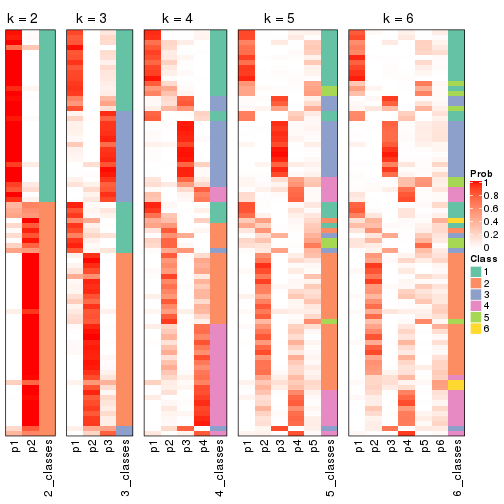 k = 2
k = 3
k = 4
k = 5
k = 6
p1
p2
2_classes
p1
p2
p3
3_classes
p1
p2
p3
p4
4_classes
p1
p2
p3
p4
p5
5_classes
p1
p2
p3
p4
p5
p6
6_classes
Prob
1
0.8
0.6
0.4
0.2
0
Class
1
2
3
4
5
6